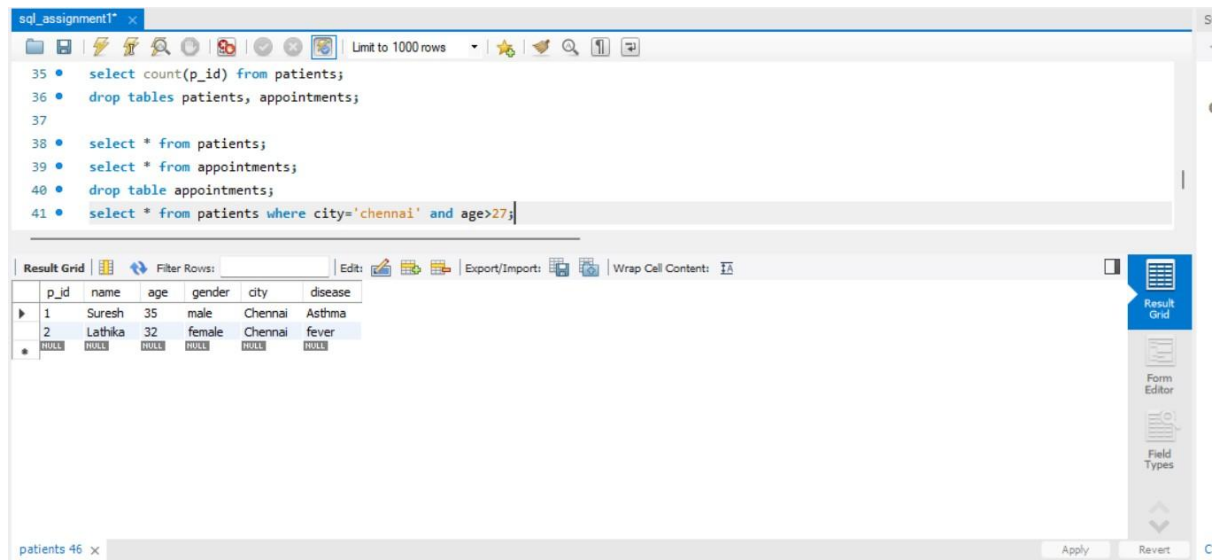 sql_assignment1*
Limit to 1000 rows
35 select count(p_id) from patients;
36 drop tables patients, appointments;
37
38 select * from patients;
39 select * from appointments;
40 drop table appointments;
41 select * from patients where city='chennai' and age>27;
Result Grid Filter Rows: Edit: Export/Import: Wrap Cell Content:
p_id name age gender city disease
1 Suresh 35 male Chennai Asthma
2 Lathika 32 female Chennai fever
NULL NULL NULL NULL NULL NULL
Result
Grid
Form
Editor
Field
Types
patients 46 Apply Revert